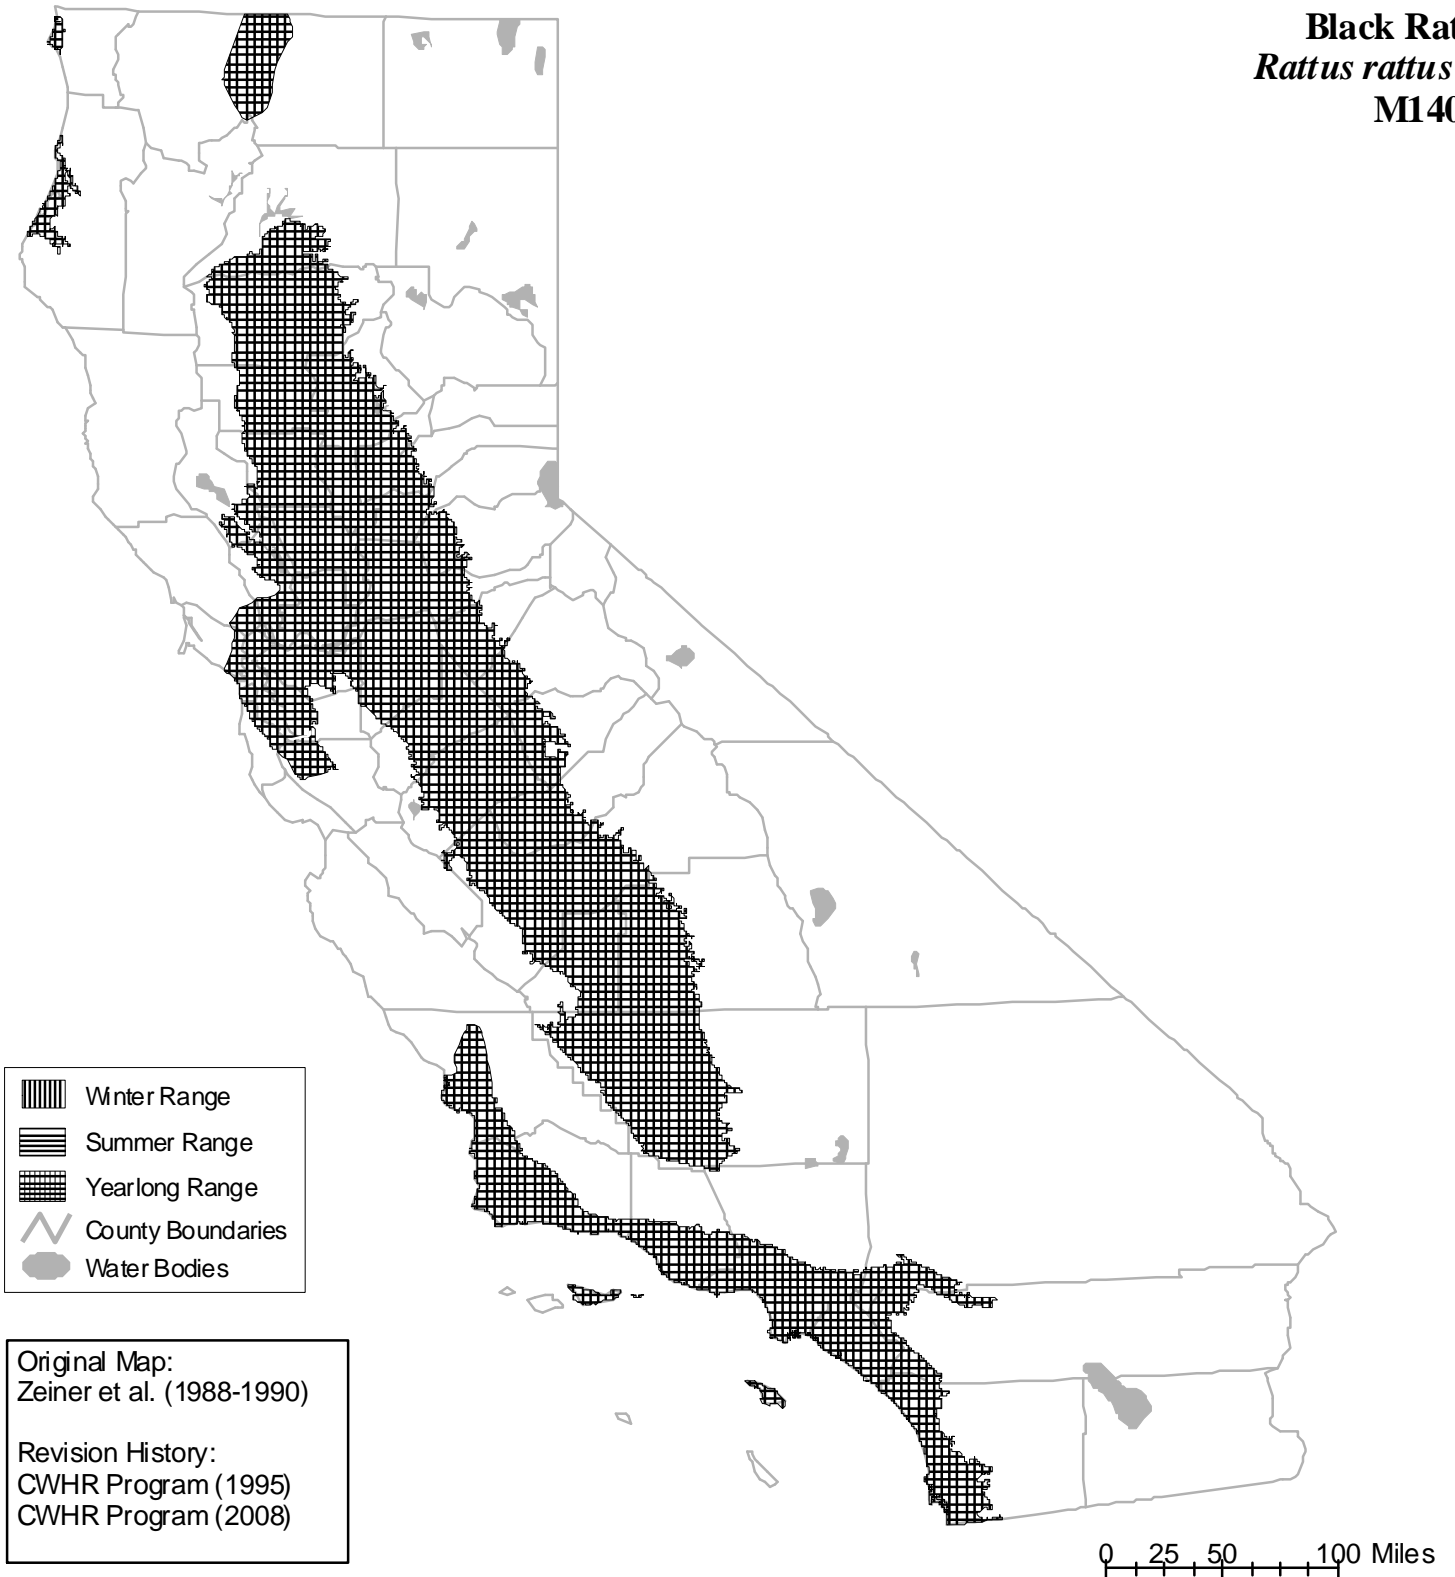 Black Rat
Rattus rattus
M140
Winter Range
Summer Range
Yearlong Range
County Boundaries
Water Bodies
Original Map:
Zeiner et al. (1988-1990)
Revision History:
CWHR Program (1995)
CWHR Program (2008)
0 25 50 100 Miles